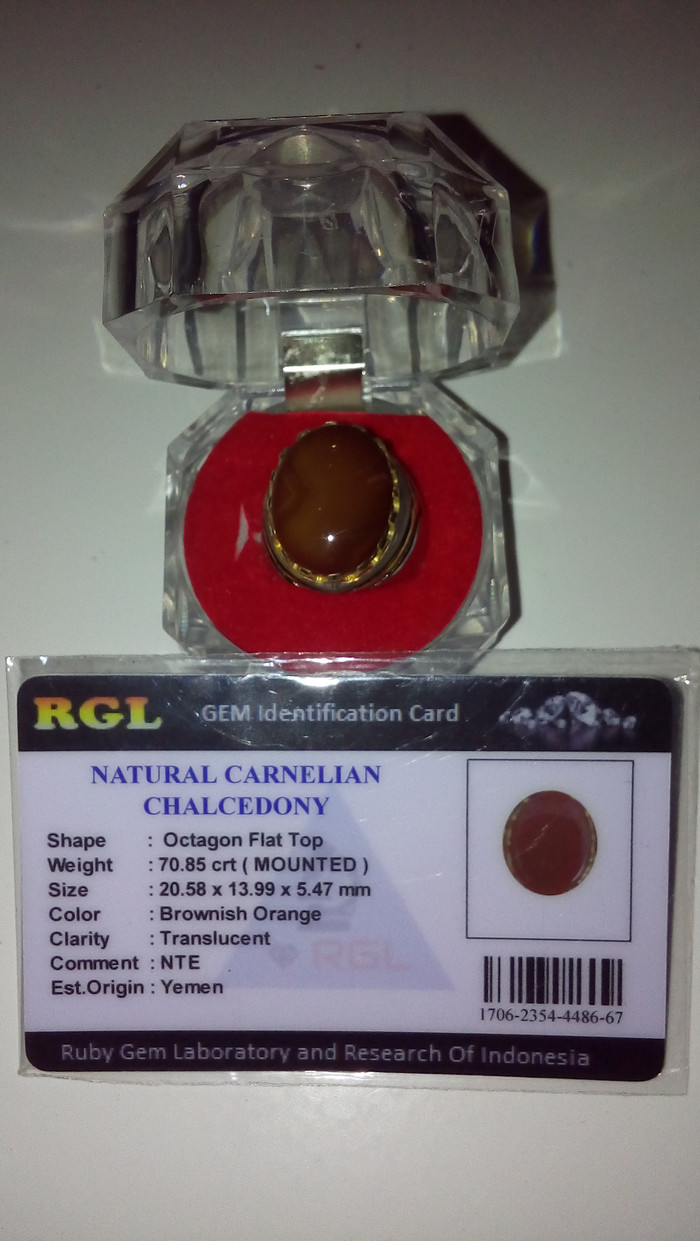 RGL GEM Identification Card
NATURAL CARNELIAN
CHALCEDONY
Shape : Octagon Flat Top
Weight : 70.85 crt ( MOUNTED )
Size : 20.58 x 13.99 x 5.47 mm
Color : Brownish Orange
Clarity : Translucent
Comment : NTE
Est.Origin : Yemen
RGL
1706-2354-4486-67
Ruby Gem Laboratory and Research Of Indonesia